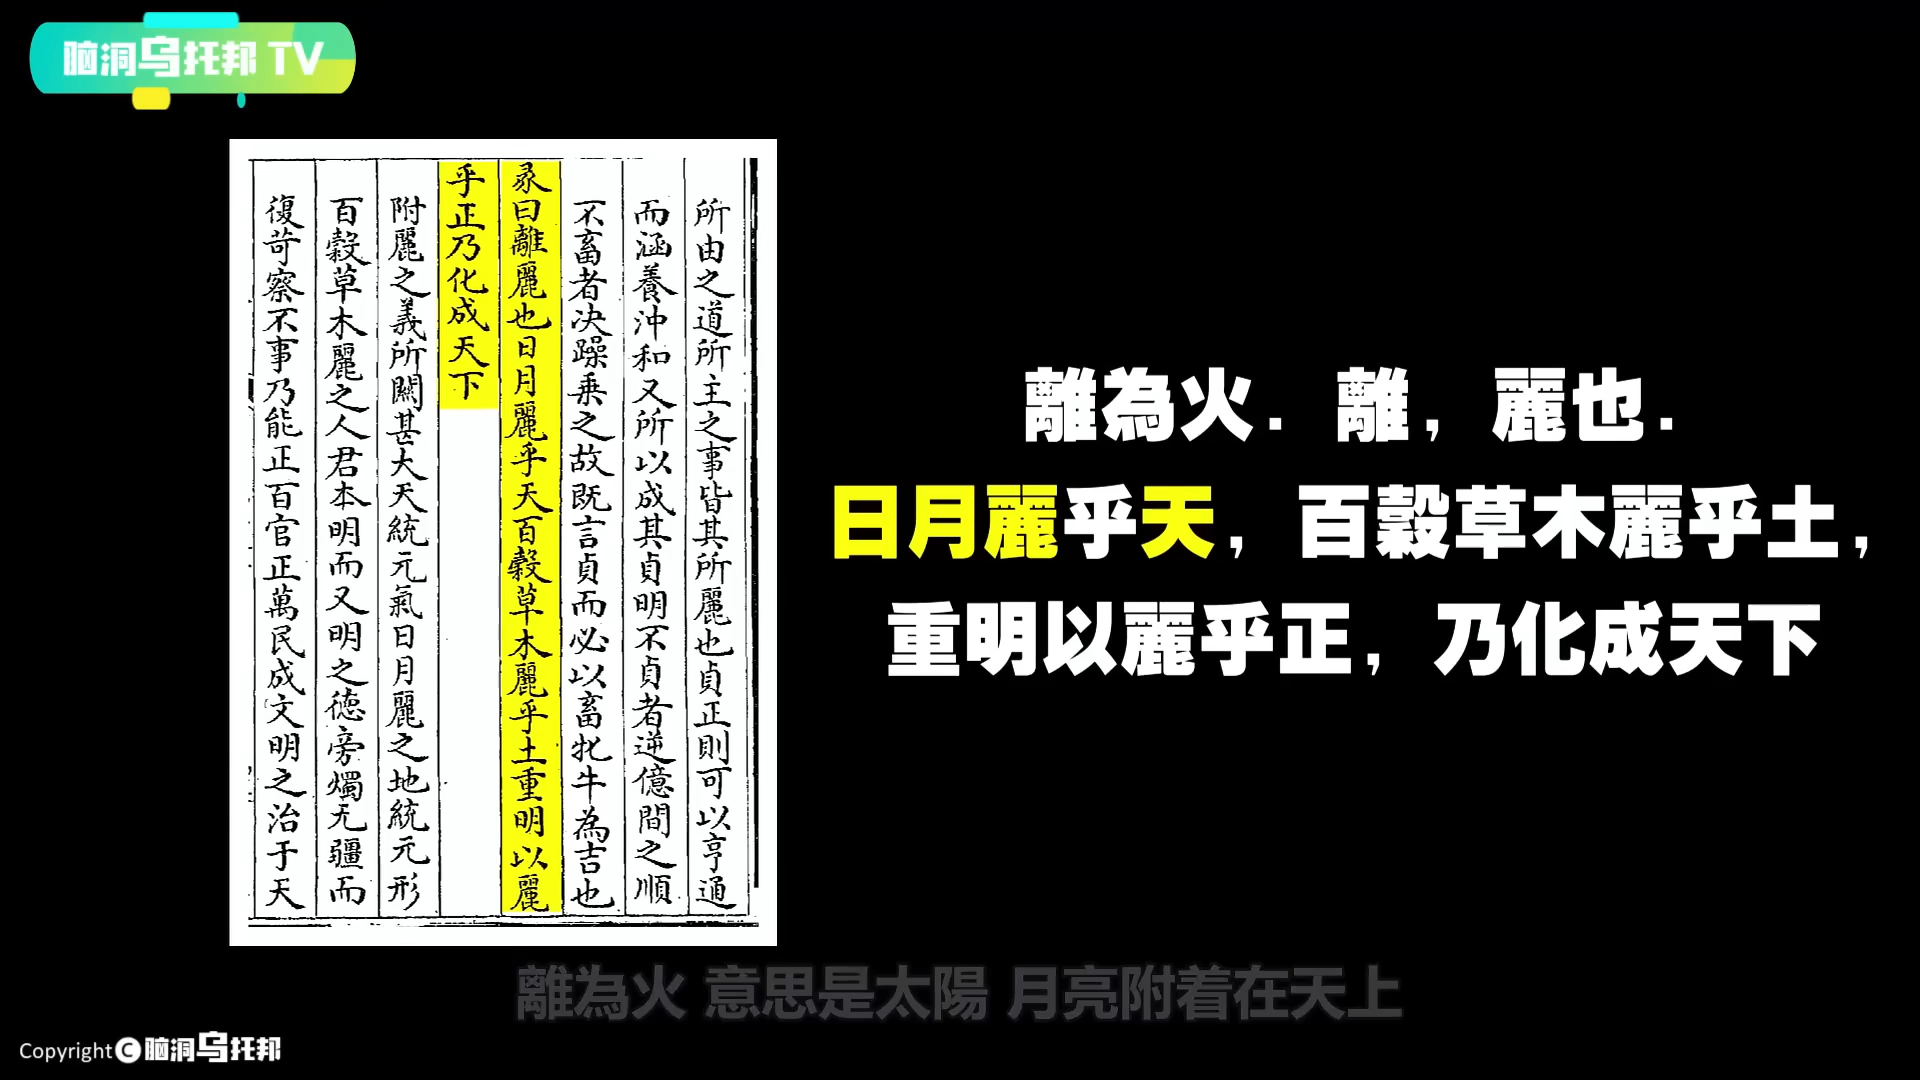 脑洞乌托邦 TV
所由之道所主之事皆其所麗也貞正則可以亨通
而涵養沖和又所以成其貞明不貞者逆億間之順
不畜者决躁乗之故既言貞而必以畜牝牛為吉也
彖曰離麗也日月麗乎天百穀草木麗乎土重明以麗
乎正乃化成天下
附麗之義所關甚大天統元氣日月麗之地統元形
百穀草木麗之人君本明而又明之德旁燭无疆而
復苛察不事乃能正百官正萬民成文明之治于天
離為火．離，麗也．
日月麗乎天，百穀草木麗乎土，
重明以麗乎正，乃化成天下
離為火 意思是太陽 月亮附着在天上
Copyright C 脑洞乌托邦